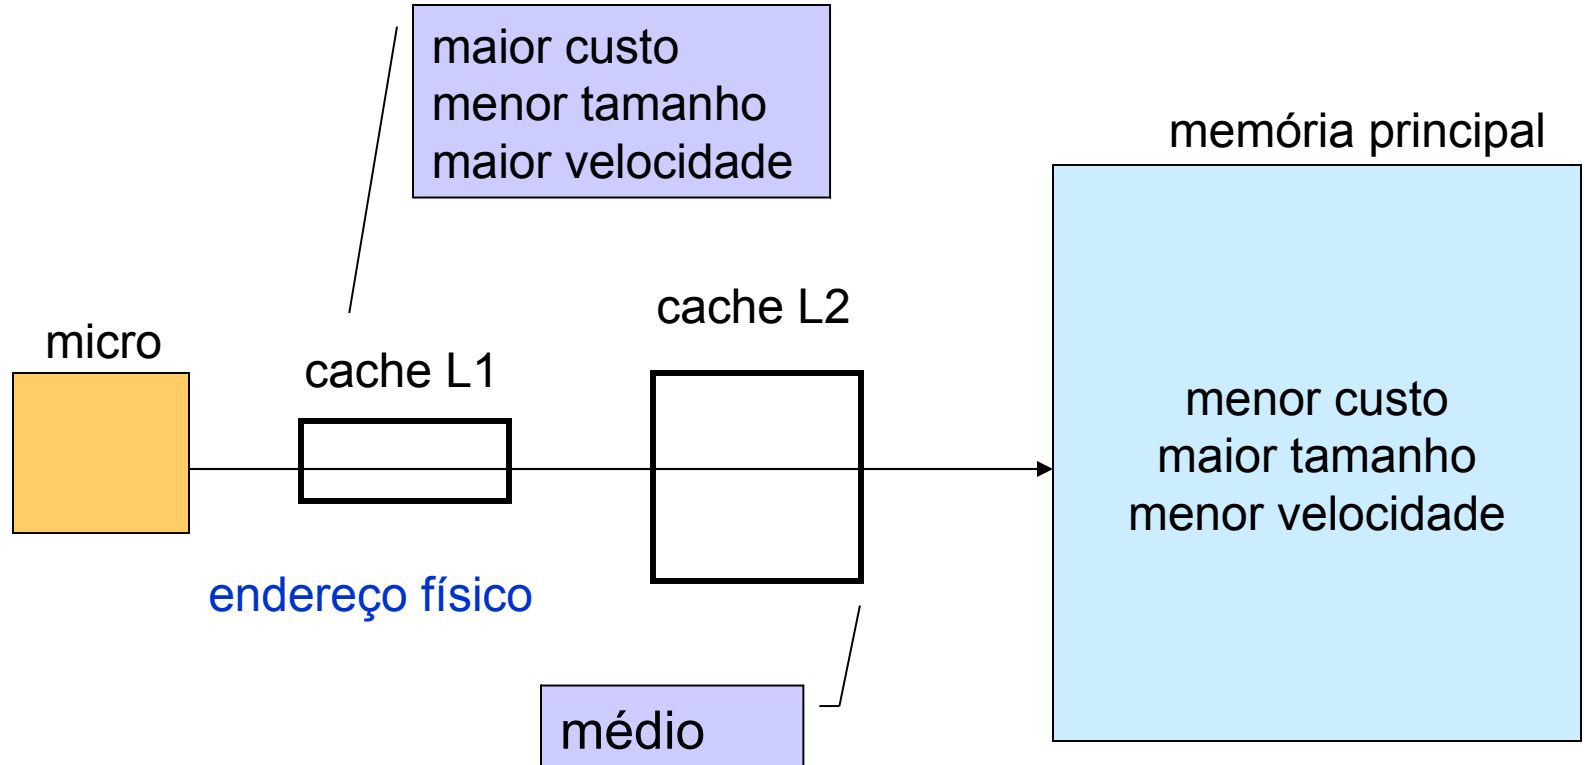 maior custo
menor tamanho
maior velocidade
memória principal
cache L2
micro
cache L1
menor custo
maior tamanho
menor velocidade
endereço físico
médio